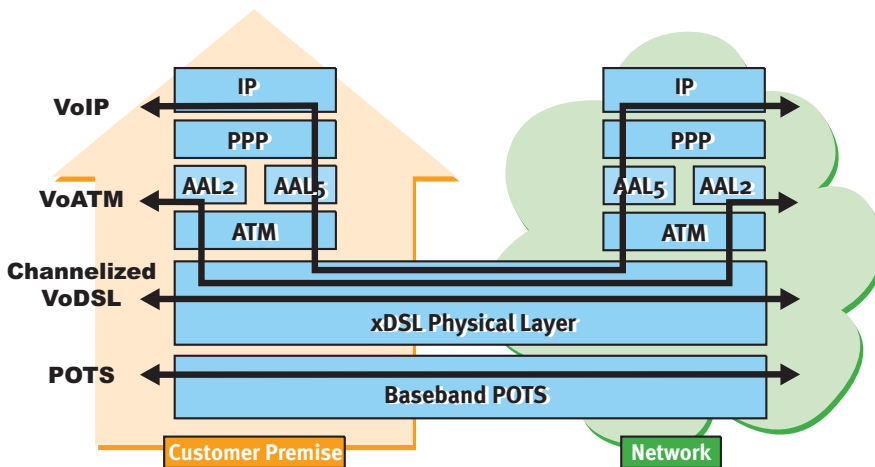 IP
IP
VoIP
PPP
PPP
AAL2
AAL5
AAL5
AAL2
VoATM
ATM
ATM
Channelized
VoDSL
xDSL Physical Layer
POTS
Baseband POTS
Customer Premise
Network